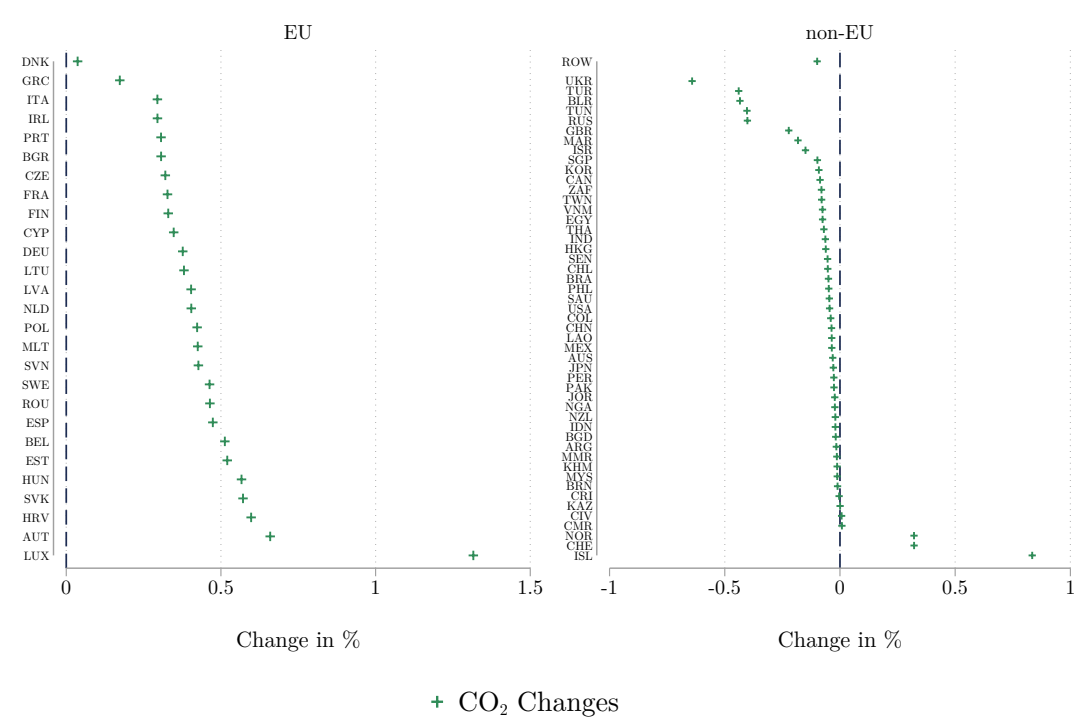 EU
DNK
GRC
ITA
IRL
PRT
BGR
CZE
FRA
FIN
CYP
DEU
LTU
LVA
NLD
POL
MLT
SVN
SWE
ROU
ESP
BEL
EST
HUN
SVK
HRV
AUT
LUX
0 0.5 1 1.5
Change in %
non-EU
ROW
UKR
TUR
BLR
TUN
RUS
GBR
MAR
ISR
SGP
KOR
CAN
ZAF
TWN
VNM
EGY
THA
IND
HKG
SEN
CHL
BRA
PHL
SAU
USA
COL
CHN
LAO
MEX
AUS
JPN
PER
PAK
JOR
NGA
NZL
IDN
BGD
ARG
MMR
KHM
MYS
BRN
CRI
KAZ
CIV
CMR
NOR
CHE
ISL
-1 -0.5 0 0.5 1
Change in %
CO₂ Changes